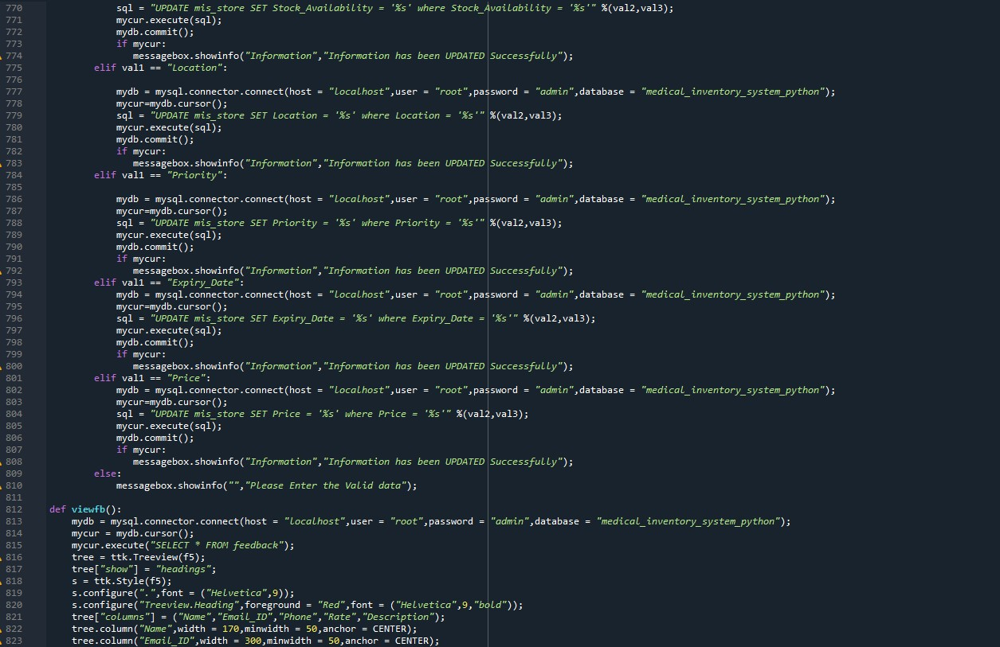 770 sql = "UPDATE mis_store SET Stock_Availability = '%s' where Stock_Availability = '%s'" %(val2,val3);
771 mycur.execute(sql);
772 mydb.commit();
773 if mycur:
774 messagebox.showinfo("Information","Information has been UPDATED Successfully");
775 elif val1 == "Location":
776
777 mydb = mysql.connector.connect(host = "localhost",user = "root",password = "admin",database = "medical_inventory_system_python");
778 mycur=mydb.cursor();
779 sql = "UPDATE mis_store SET Location = '%s' where Location = '%s'" %(val2,val3);
780 mycur.execute(sql);
781 mydb.commit();
782 if mycur:
783 messagebox.showinfo("Information","Information has been UPDATED Successfully");
784 elif val1 == "Priority":
785
786 mydb = mysql.connector.connect(host = "localhost",user = "root",password = "admin",database = "medical_inventory_system_python");
787 mycur=mydb.cursor();
788 sql = "UPDATE mis_store SET Priority = '%s' where Priority = '%s'" %(val2,val3);
789 mycur.execute(sql);
790 mydb.commit();
791 if mycur:
792 messagebox.showinfo("Information","Information has been UPDATED Successfully");
793 elif val1 == "Expiry_Date":
794 mydb = mysql.connector.connect(host = "localhost",user = "root",password = "admin",database = "medical_inventory_system_python");
795 mycur=mydb.cursor();
796 sql = "UPDATE mis_store SET Expiry_Date = '%s' where Expiry_Date = '%s'" %(val2,val3);
797 mycur.execute(sql);
798 mydb.commit();
799 if mycur:
800 messagebox.showinfo("Information","Information has been UPDATED Successfully");
801 elif val1 == "Price":
802 mydb = mysql.connector.connect(host = "localhost",user = "root",password = "admin",database = "medical_inventory_system_python");
803 mycur=mydb.cursor();
804 sql = "UPDATE mis_store SET Price = '%s' where Price = '%s'" %(val2,val3);
805 mycur.execute(sql);
806 mydb.commit();
807 if mycur:
808 messagebox.showinfo("Information","Information has been UPDATED Successfully");
809 else:
810 messagebox.showinfo("","Please Enter the Valid data");
811
812 def viewfb():
813 mydb = mysql.connector.connect(host = "localhost",user = "root",password = "admin",database = "medical_inventory_system_python");
814 mycur = mydb.cursor();
815 mycur.execute("SELECT * FROM feedback");
816 tree = ttk.Treeview(f5);
817 tree["show"] = "headings";
818 s = ttk.Style(f5);
819 s.configure(".",font = ("Helvetica",9));
820 s.configure("Treeview.Heading",foreground = "Red",font = ("Helvetica",9,"bold"));
821 tree["columns"] = ("Name","Email_ID","Phone","Rate","Description");
822 tree.column("Name",width = 170,minwidth = 50,anchor = CENTER);
823 tree.column("Email_ID",width = 300,minwidth = 50,anchor = CENTER);